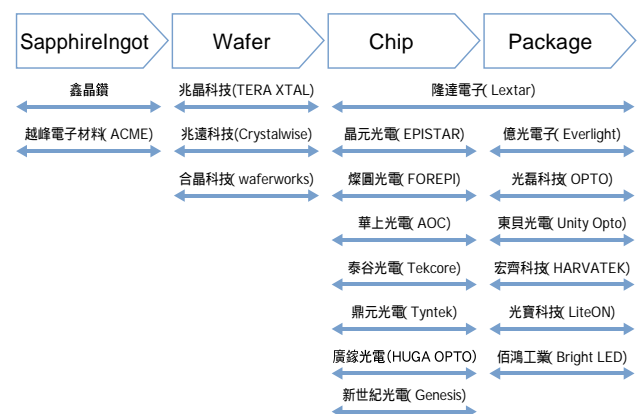 SapphireIngot
Wafer
Chip
Package
鑫晶鑽
兆晶科技(TERA XTAL)
隆達電子( Lextar)
越峰電子材料( ACME)
兆遠科技(Crystalwise)
晶元光電( EPISTAR)
億光電子( Everlight)
合晶科技( waferworks)
燦圓光電( FOREPI)
光磊科技( OPTO)
華上光電( AOC)
東貝光電( Unity Opto)
泰谷光電( Tekcore)
宏齊科技( HARVATEK)
鼎元光電( Tyntek)
光寶科技( LiteON)
廣鎵光電(HUGA OPTO)
佰鴻工業( Bright LED)
新世紀光電( Genesis)